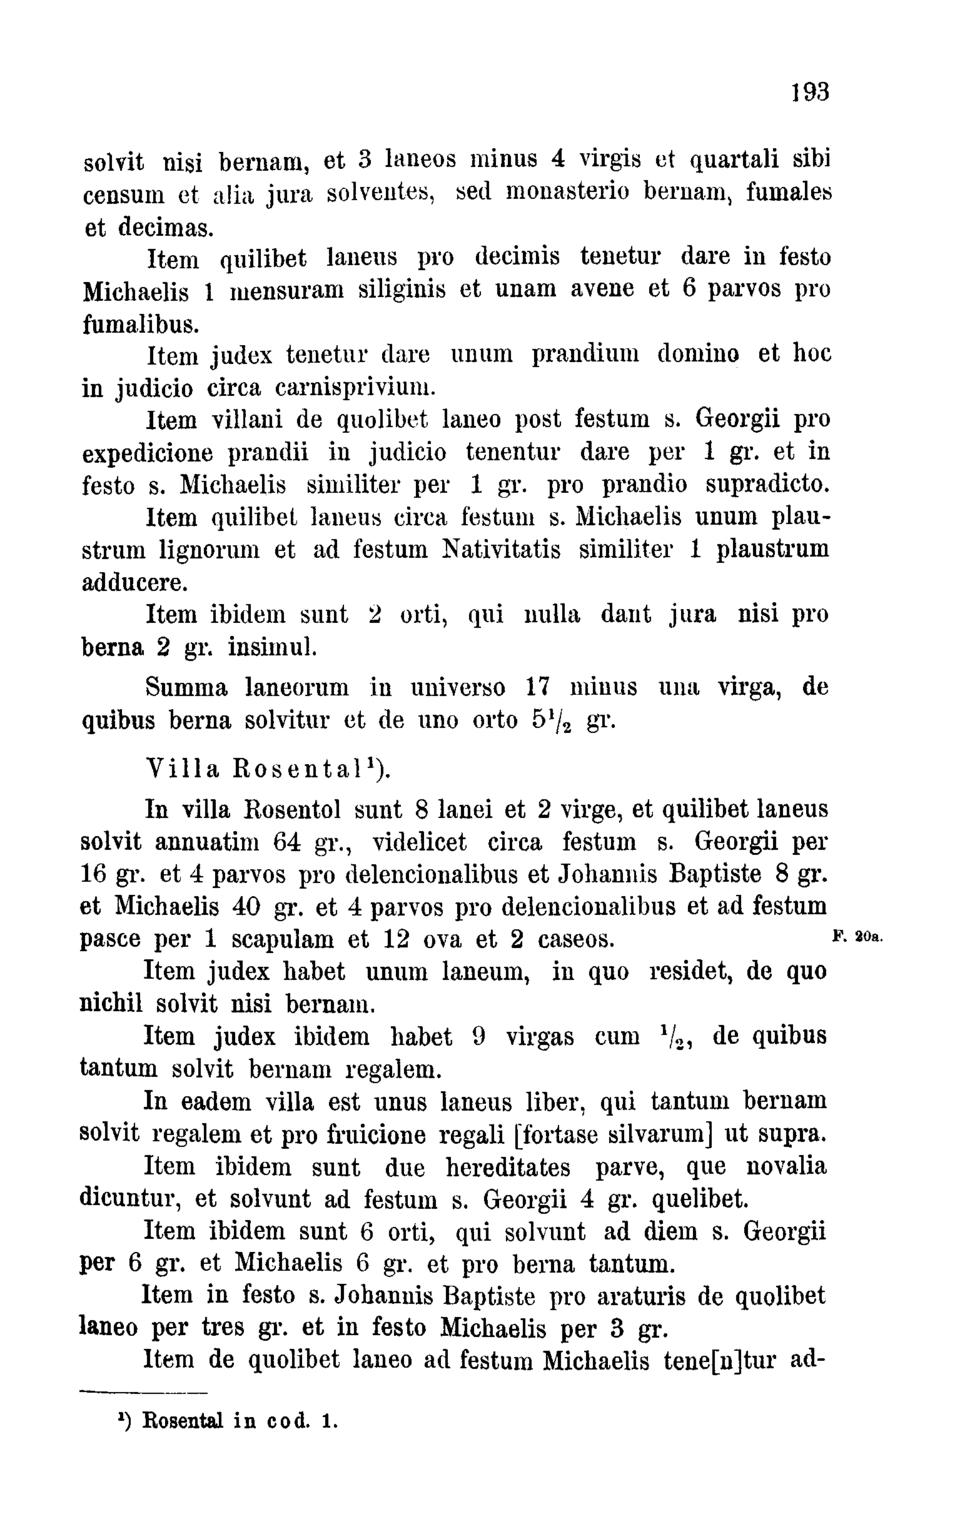 193
solvit nisi bernam, et 3 laneos minus 4 virgis et quartali sibi
censum et alia jura solventes, sed monasterio bernam, fumales
et decimas.
Item quilibet laneus pro decimis tenetur dare in festo
Michaelis 1 mensuram siliginis et unam avene et 6 parvos pro
fumalibus.
Item judex tenetur dare unum prandium domino et hoc
in judicio circa carnisprivium.
Item villani de quolibet laneo post festum s. Georgii pro
expedicione prandii in judicio tenentur dare per 1 gr. et in
festo s. Michaelis similiter per 1 gr. pro prandio supradicto.
Item quilibet laneus circa festum s. Michaelis unum plau-
strum lignorum et ad festum Nativitatis similiter 1 plaustrum
adducere.
Item ibidem sunt 2 orti, qui nulla dant jura nisi pro
berna 2 gr. insimul.
Summa laneorum in universo 17 minus una virga, de
quibus berna solvitur et de uno orto 5¹/₂ gr.
Villa Rosental¹).
In villa Rosentol sunt 8 lanei et 2 virge, et quilibet laneus
solvit annuatim 64 gr., videlicet circa festum s. Georgii per
16 gr. et 4 parvos pro delencionalibus et Johannis Baptiste 8 gr.
et Michaelis 40 gr. et 4 parvos pro delencionalibus et ad festum
pasce per 1 scapulam et 12 ova et 2 caseos. F. 20a.
Item judex habet unum laneum, in quo residet, de quo
nichil solvit nisi bernam.
Item judex ibidem habet 9 virgas cum ¹/₂, de quibus
tantum solvit bernam regalem.
In eadem villa est unus laneus liber, qui tantum bernam
solvit regalem et pro fruicione regali [fortase silvarum] ut supra.
Item ibidem sunt due hereditates parve, que novalia
dicuntur, et solvunt ad festum s. Georgii 4 gr. quelibet.
Item ibidem sunt 6 orti, qui solvunt ad diem s. Georgii
per 6 gr. et Michaelis 6 gr. et pro berna tantum.
Item in festo s. Johannis Baptiste pro araturis de quolibet
laneo per tres gr. et in festo Michaelis per 3 gr.
Item de quolibet laneo ad festum Michaelis tene[n]tur ad-
¹) Rosental in cod. 1.